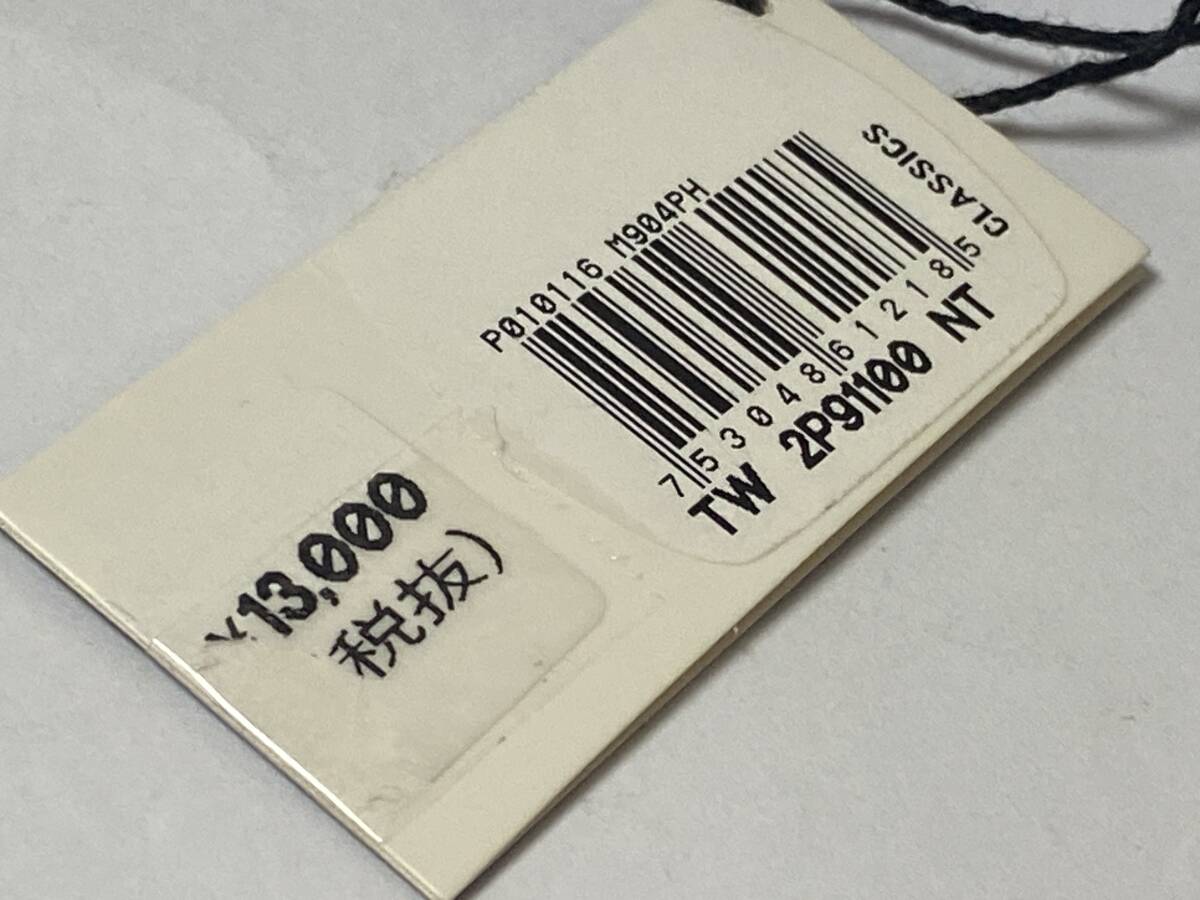 CLASSICS
P010116 M904PH
7 53048 61218 5
TW 2P91100 NT
¥13,000
税抜)